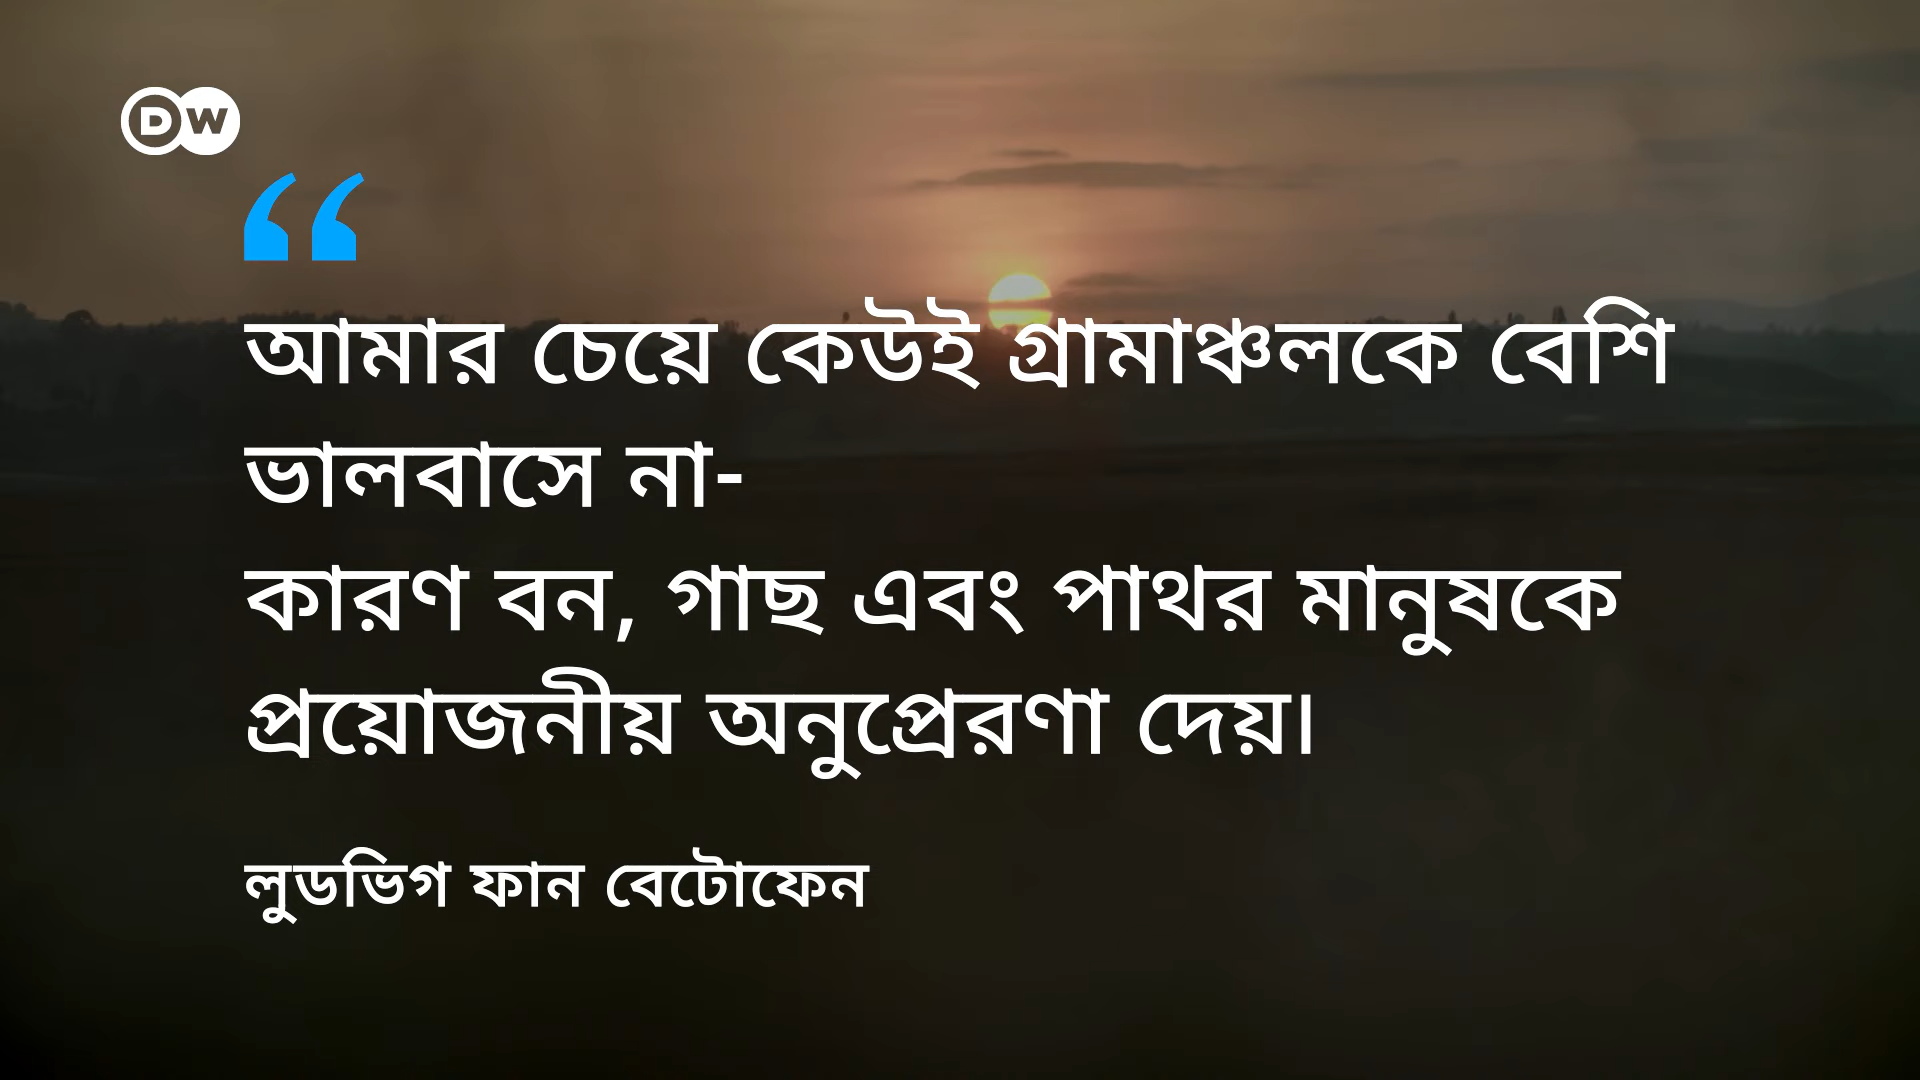 DW
“
আমার চেয়ে কেউই গ্রামাঞ্চলকে বেশি
ভালবাসে না-
কারণ বন, গাছ এবং পাথর মানুষকে
প্রয়োজনীয় অনুপ্রেরণা দেয়।
লুডভিগ ফান বেটোফেন